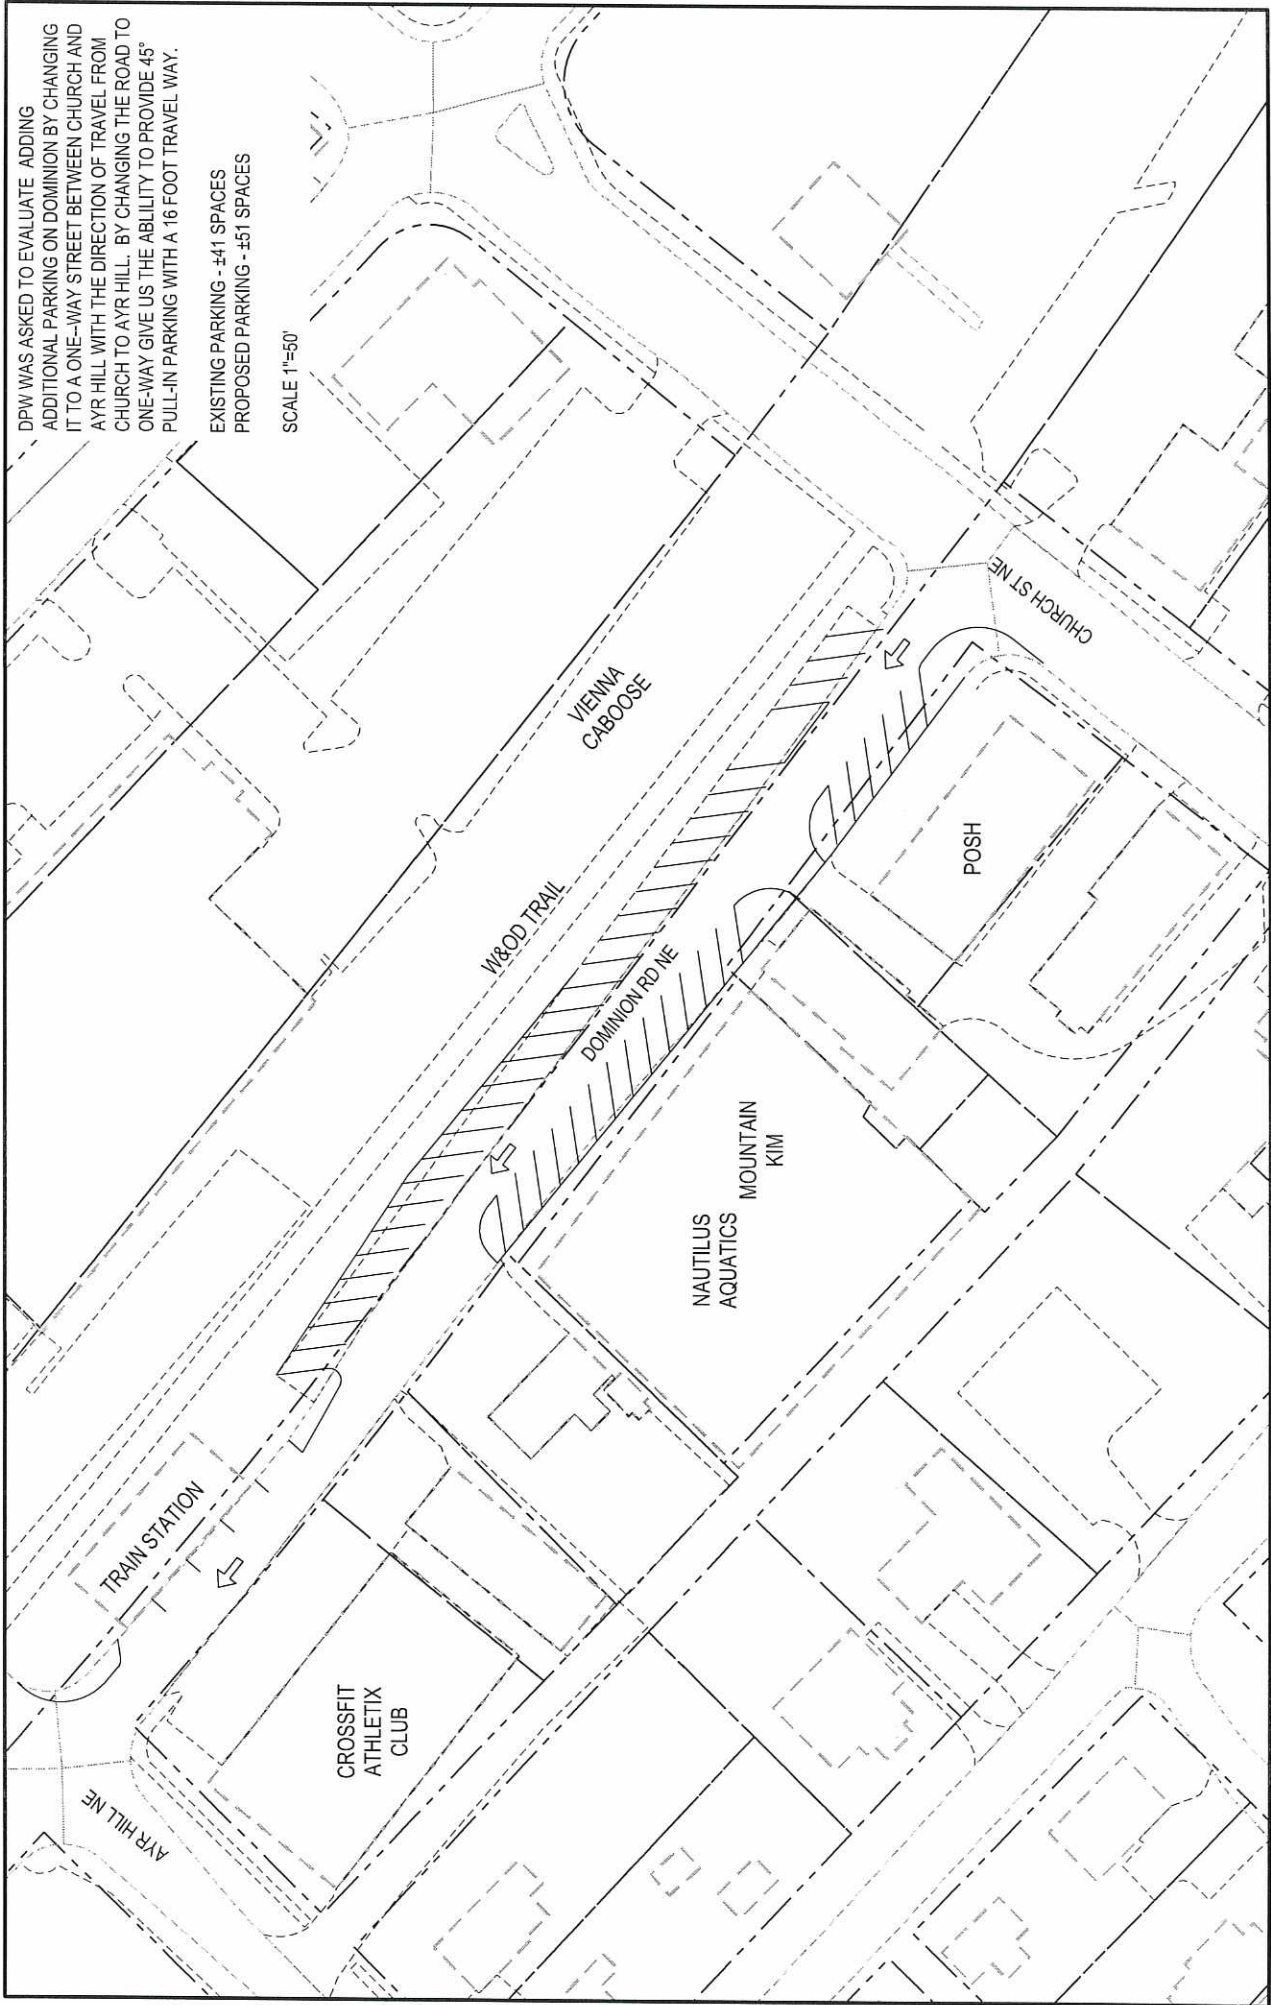 DPW WAS ASKED TO EVALUATE ADDING
ADDITIONAL PARKING ON DOMINION BY CHANGING
IT TO A ONE-WAY STREET BETWEEN CHURCH AND
AYR HILL WITH THE DIRECTION OF TRAVEL FROM
CHURCH TO AYR HILL. BY CHANGING THE ROAD TO
ONE-WAY GIVE US THE ABLILITY TO PROVIDE 45°
PULL-IN PARKING WITH A 16 FOOT TRAVEL WAY.
EXISTING PARKING - ±41 SPACES
PROPOSED PARKING - ±51 SPACES
SCALE 1"=50'
CHURCH ST NE
VIENNA
CABOOSE
W&OD TRAIL
DOMINION RD NE
POSH
MOUNTAIN
KIM
NAUTILUS
AQUATICS
TRAIN STATION
CROSSFIT
ATHLETIX
CLUB
AYR HILL NE